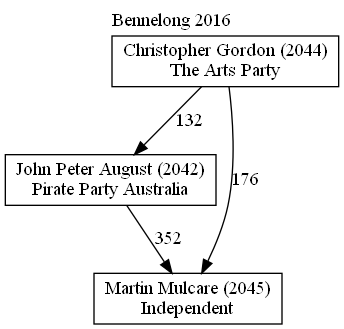 Bennelong 2016
Christopher Gordon (2044)
The Arts Party
132
John Peter August (2042)
Pirate Party Australia
176
352
Martin Mulcare (2045)
Independent